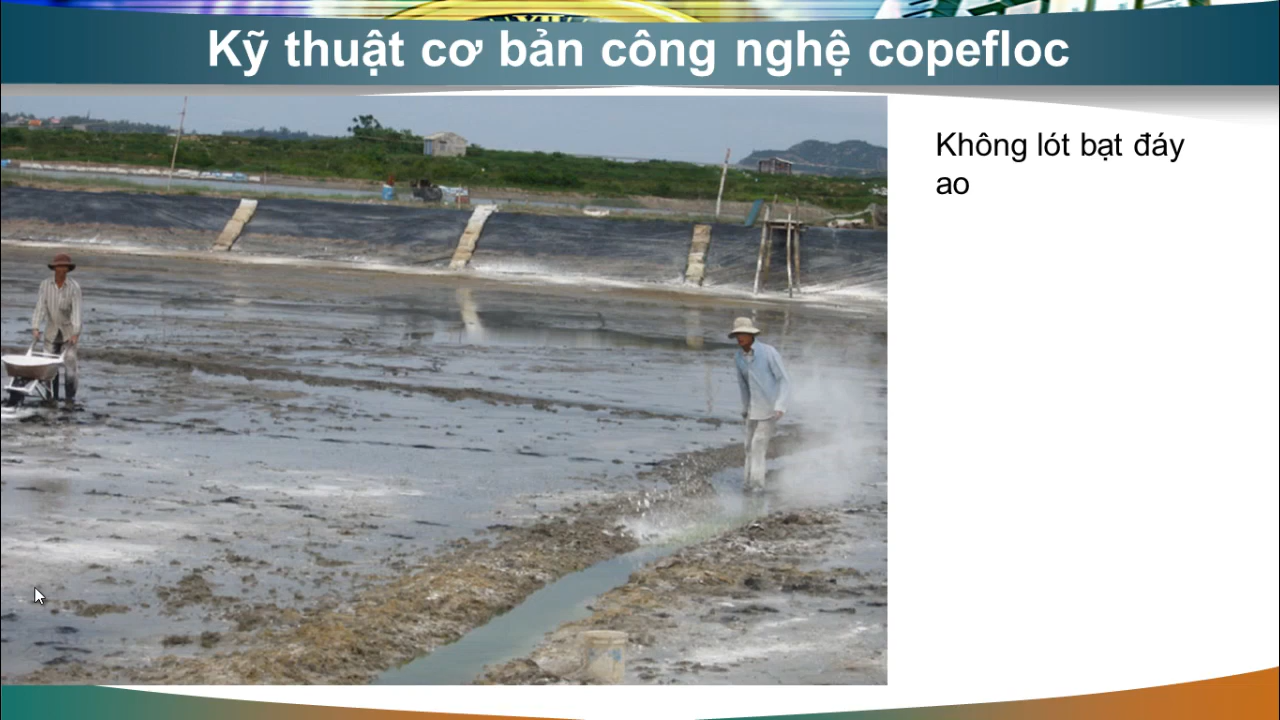 Kỹ thuật cơ bản công nghệ copefloc
Không lót bạt đáy
ao